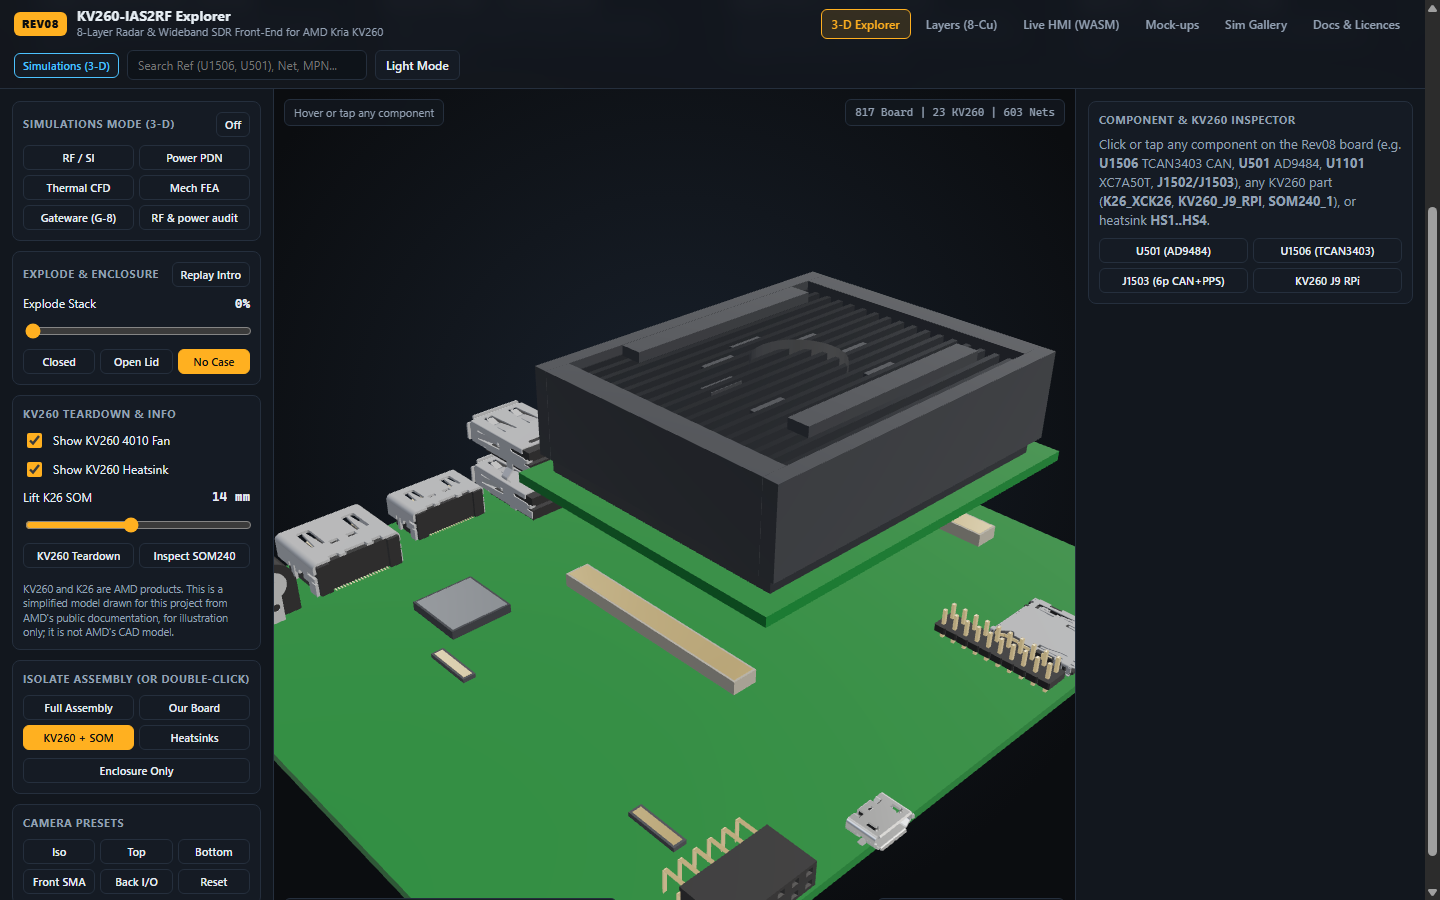 REV08
KV260-IAS2RF Explorer
8-Layer Radar & Wideband SDR Front-End for AMD Kria KV260
3-D Explorer
Layers (8-Cu)
Live HMI (WASM)
Mock-ups
Sim Gallery
Docs & Licences
Simulations (3-D)
Search Ref (U1506, U501), Net, MPN...
Light Mode
SIMULATIONS MODE (3-D)
Off
RF / SI
Power PDN
Thermal CFD
Mech FEA
Gateware (G-8)
RF & power audit
EXPLODE & ENCLOSURE
Replay Intro
Explode Stack
0%
Closed
Open Lid
No Case
KV260 TEARDOWN & INFO
Show KV260 4010 Fan
Show KV260 Heatsink
Lift K26 SOM
14 mm
KV260 Teardown
Inspect SOM240
KV260 and K26 are AMD products. This is a
simplified model drawn for this project from
AMD's public documentation, for illustration
only; it is not AMD's CAD model.
ISOLATE ASSEMBLY (OR DOUBLE-CLICK)
Full Assembly
Our Board
KV260 + SOM
Heatsinks
Enclosure Only
CAMERA PRESETS
Iso
Top
Bottom
Front SMA
Back I/O
Reset
Hover or tap any component
817 Board | 23 KV260 | 603 Nets
COMPONENT & KV260 INSPECTOR
Click or tap any component on the Rev08 board (e.g.
U1506 TCAN3403 CAN, U501 AD9484, U1101
XC7A50T, J1502/J1503), any KV260 part
(K26_XCK26, KV260_J9_RPI, SOM240_1), or
heatsink HS1..HS4.
U501 (AD9484)
U1506 (TCAN3403)
J1503 (6p CAN+PPS)
KV260 J9 RPi